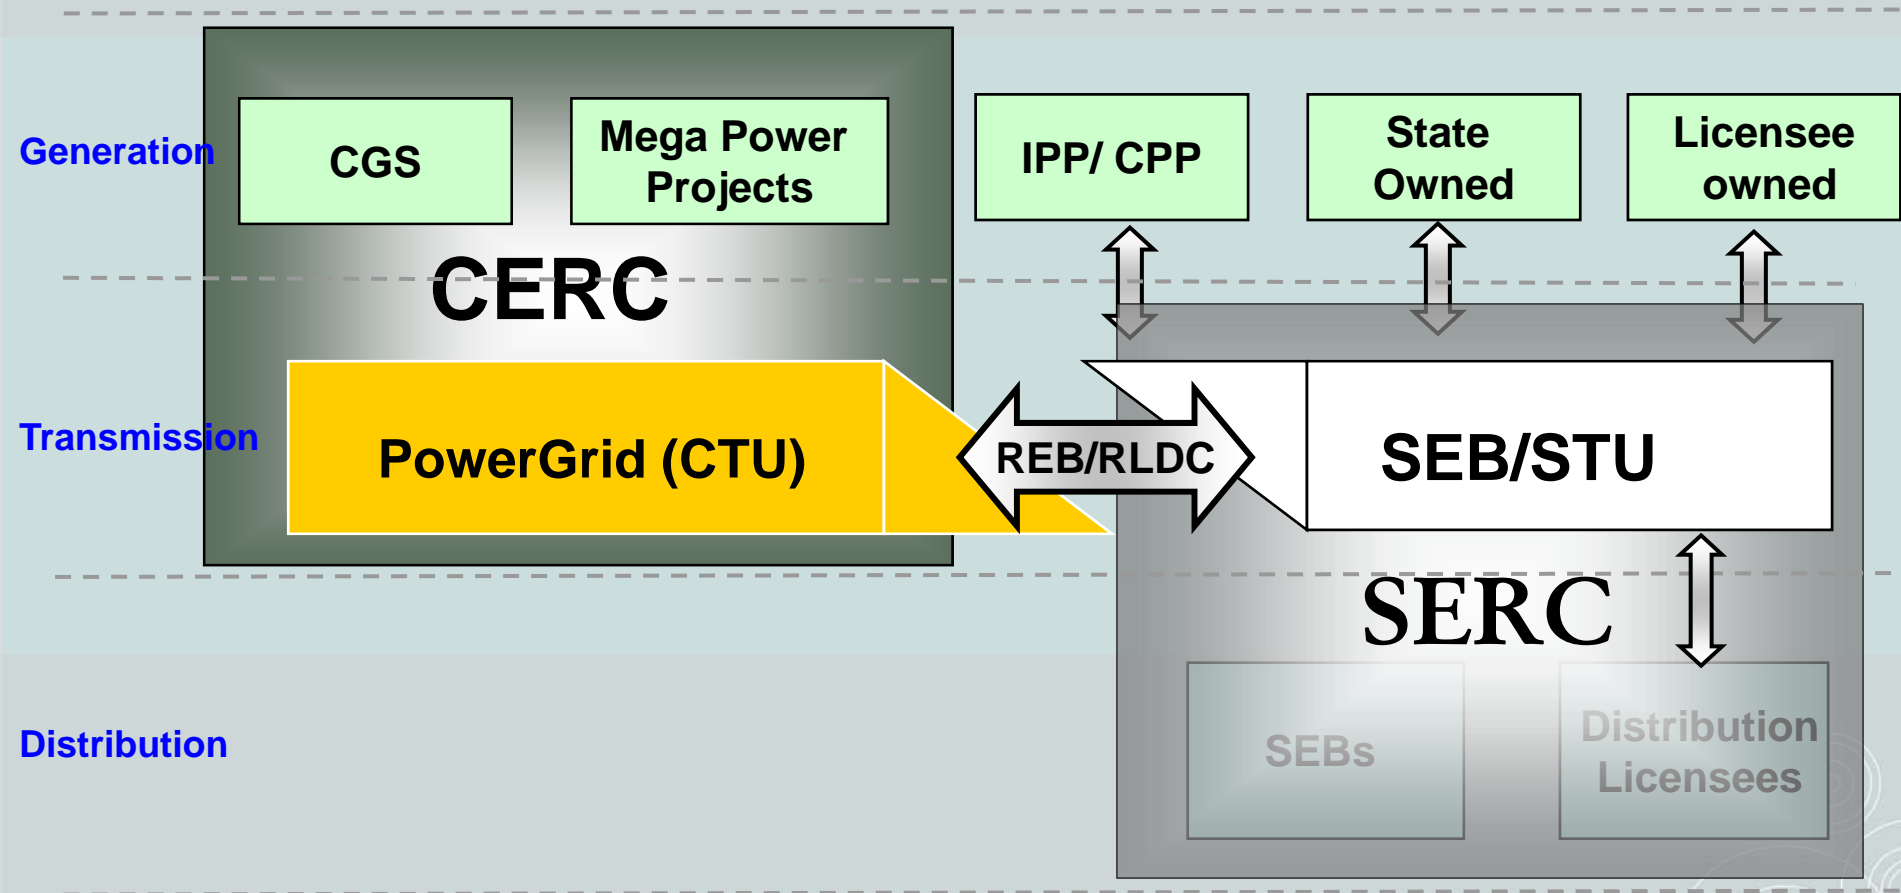 Generation
CGS
Mega Power
Projects
IPP/ CPP
State
Owned
Licensee
owned
CERC
Transmission
PowerGrid (CTU)
REB/RLDC
SEB/STU
SERC
Distribution
SEBs
Distribution
Licensees